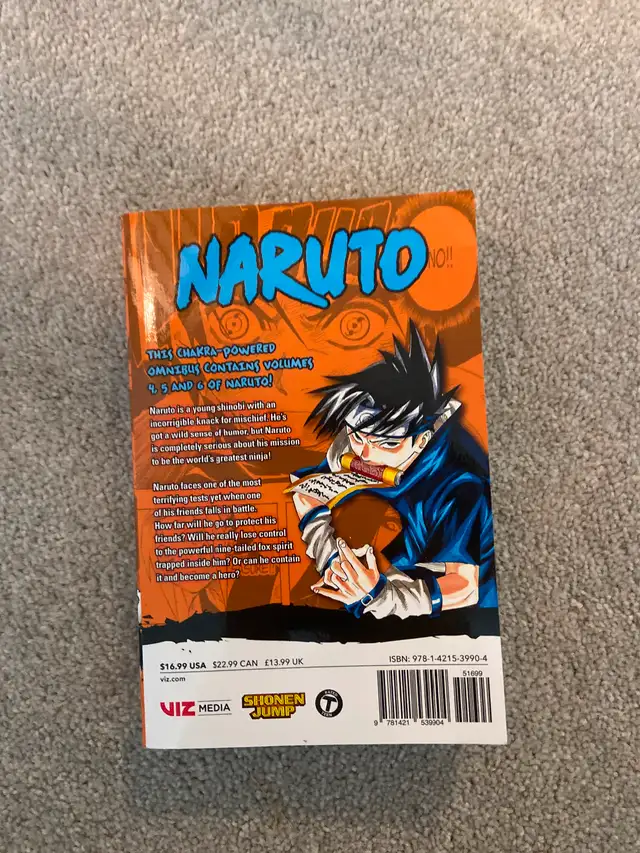 NARUTO
NO!!
THIS CHAKRA-POWERED
OMNIBUS CONTAINS VOLUMES
4, 5 AND 6 OF NARUTO!
Naruto is a young shinobi with an
incorrigible knack for mischief. He's
got a wild sense of humor, but Naruto
is completely serious about his mission
to be the world's greatest ninja!
Naruto faces one of the most
terrifying tests yet when one
of his friends falls in battle.
How far will he go to protect his
friends? Will he really lose control
to the powerful nine-tailed fox spirit
trapped inside him? Or can he contain
it and become a hero?
$16.99 USA $22.99 CAN £13.99 UK
viz.com
ISBN: 978-1-4215-3990-4
51699
VIZ MEDIA
SHONEN
JUMP
T
TEEN
9 781421 539904